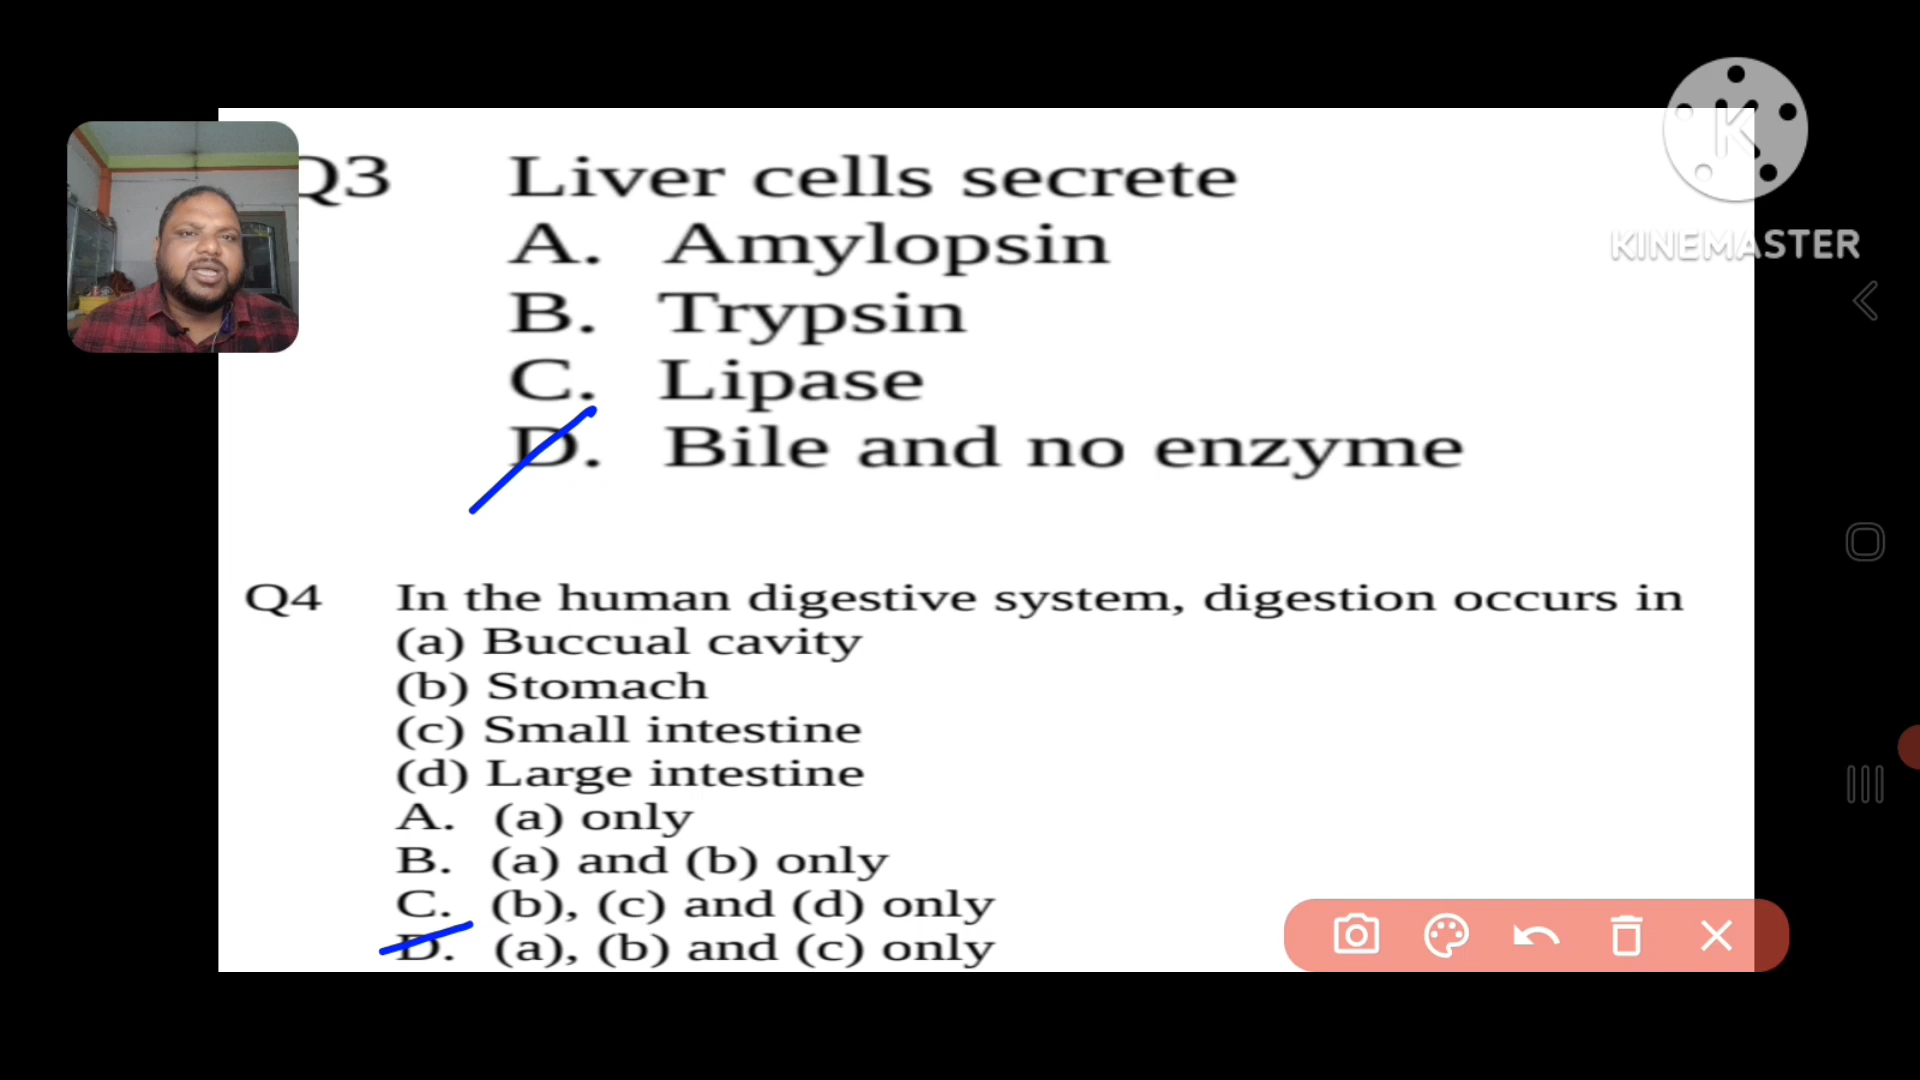 Q3 Liver cells secrete
A. Amylopsin
B. Trypsin
C. Lipase
D. Bile and no enzyme
KINEMASTER
Q4 In the human digestive system, digestion occurs in
(a) Buccual cavity
(b) Stomach
(c) Small intestine
(d) Large intestine
A. (a) only
B. (a) and (b) only
C. (b), (c) and (d) only
D. (a), (b) and (c) only